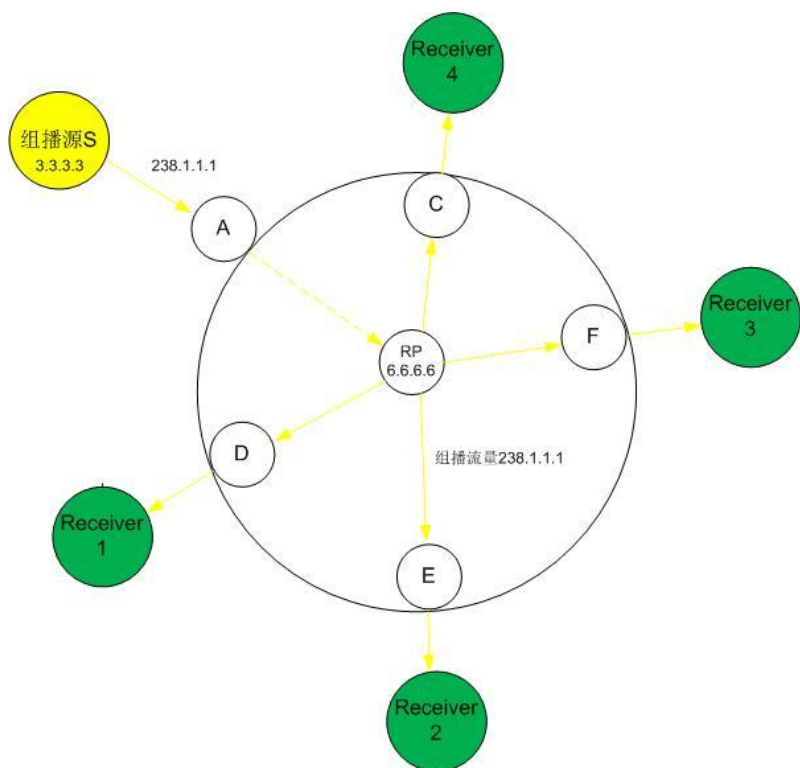 Receiver
4
组播源S
3.3.3.3
238.1.1.1
A
C
Receiver
3
F
RP
6.6.6.6
D
组播流量238.1.1.1
Receiver
1
E
Receiver
2